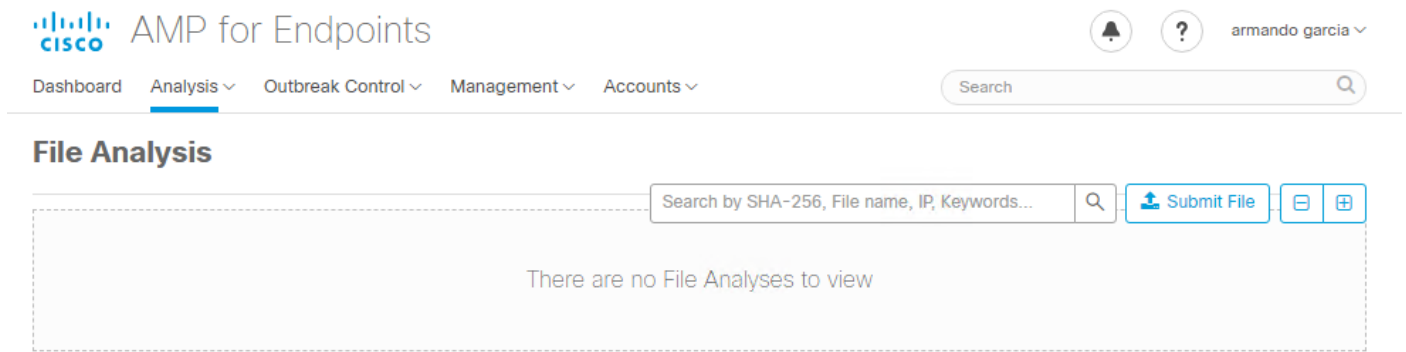 CISCO AMP for Endpoints
? armando garcia
Dashboard Analysis Outbreak Control Management Accounts Search
File Analysis
Search by SHA-256, File name, IP, Keywords... Submit File
There are no File Analyses to view